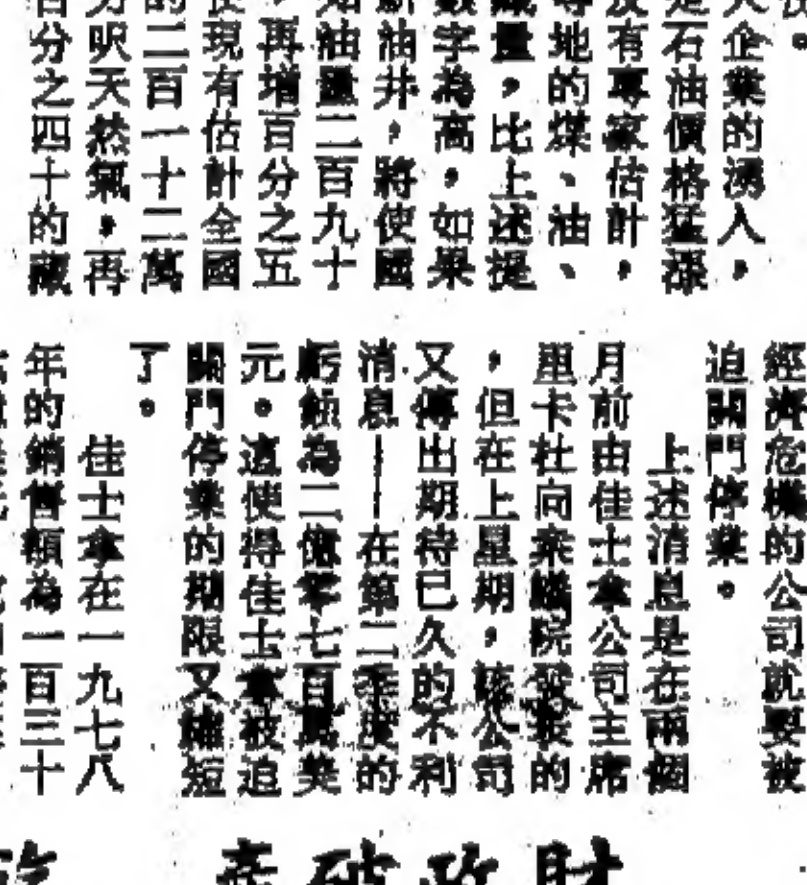 大企業的湧入，
是石油價格猛漲
及有專家估計，
等地的煤、油、
藏量，比上述提
數字為高，如果
新油井，將使國
知油量二百九十
再增百分之五
使現有估計全國
的二百一十二萬
方呎天然氣，再
百分之四十的藏
經濟危機的公司就要被
迫關門停業。
上述消息是在兩個
月前由佳士拿公司主席
里卡杜向衆議院發表的
，但在上星期，該公司
又傳出期待已久的不利
消息——在第二季度的
虧損為二億零七百萬美
元。這使得佳士拿被迫
關門停業的期限又縮短
了。
佳士拿在一九七八
年的銷售額為一百三十
財政破產